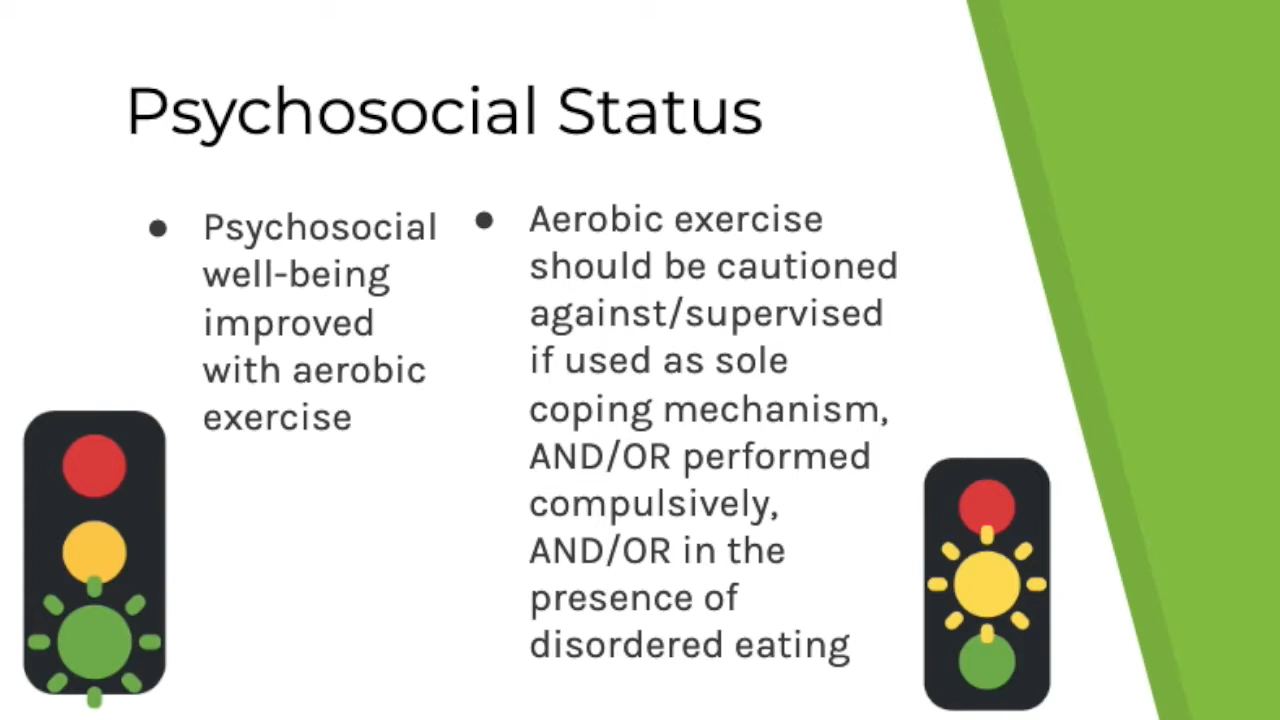 Psychosocial Status
● Psychosocial
well-being
improved
with aerobic
exercise
● Aerobic exercise
should be cautioned
against/supervised
if used as sole
coping mechanism,
AND/OR performed
compulsively,
AND/OR in the
presence of
disordered eating